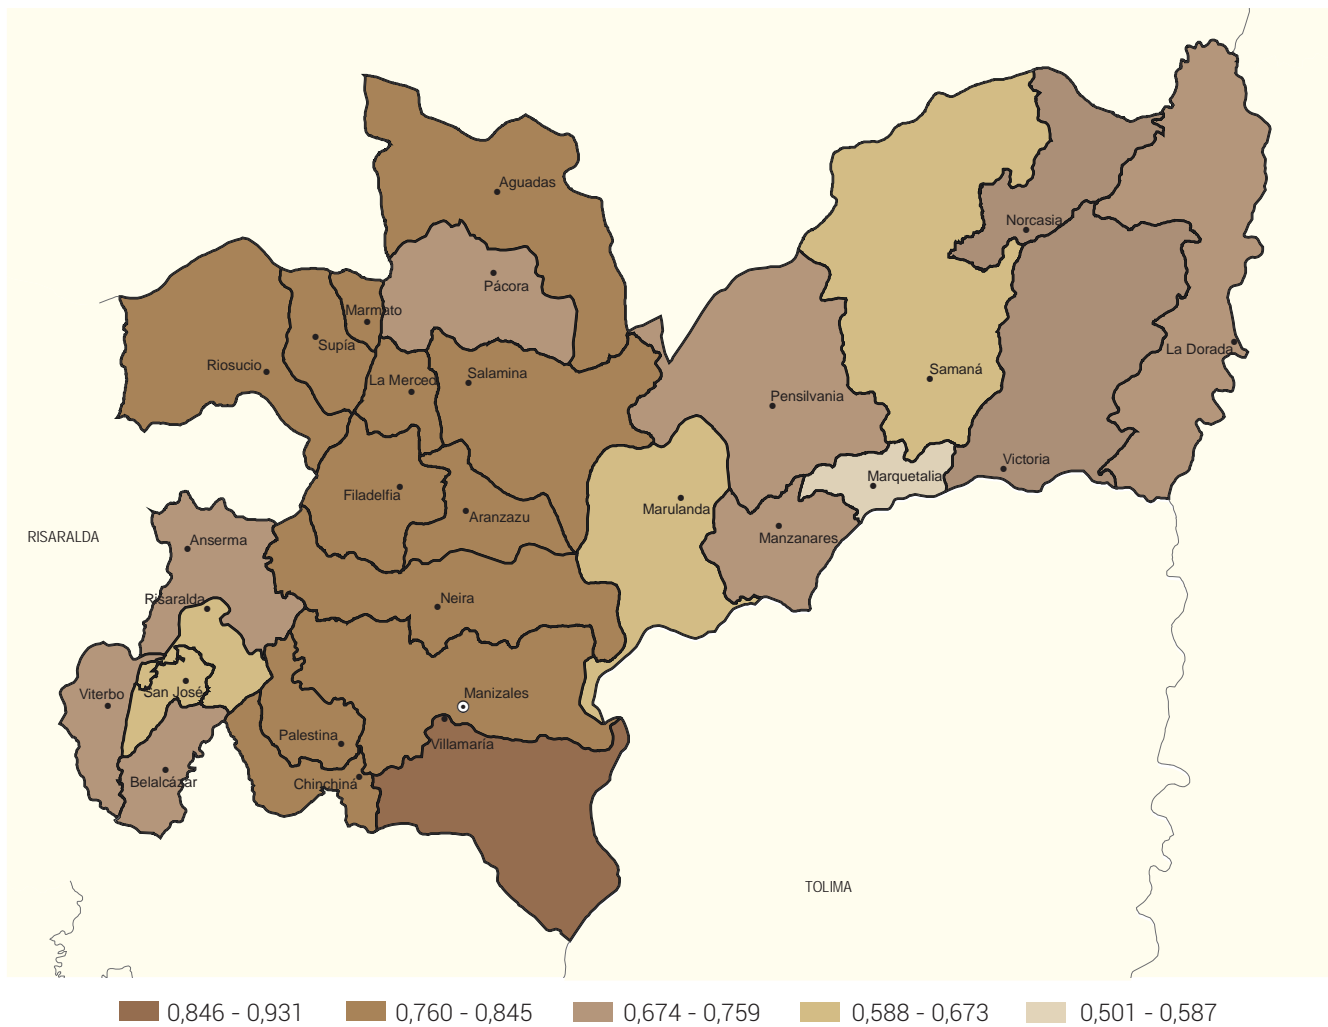 Aguadas
Norcasia
Pácora
Marmato
Supía
La Dorada
Riosucio
Samaná
Salamina
La Merced
Pensilvania
Victoria
Marquetalia
Filadelfia
Marulanda
Aranzazu
RISARALDA
Anserma
Manzanares
Risaralda
Neira
San José
Viterbo
Manizales
Palestina
Villamaría
Belalcázar
Chinchiná
TOLIMA
0,846 - 0,931 0,760 - 0,845 0,674 - 0,759 0,588 - 0,673 0,501 - 0,587